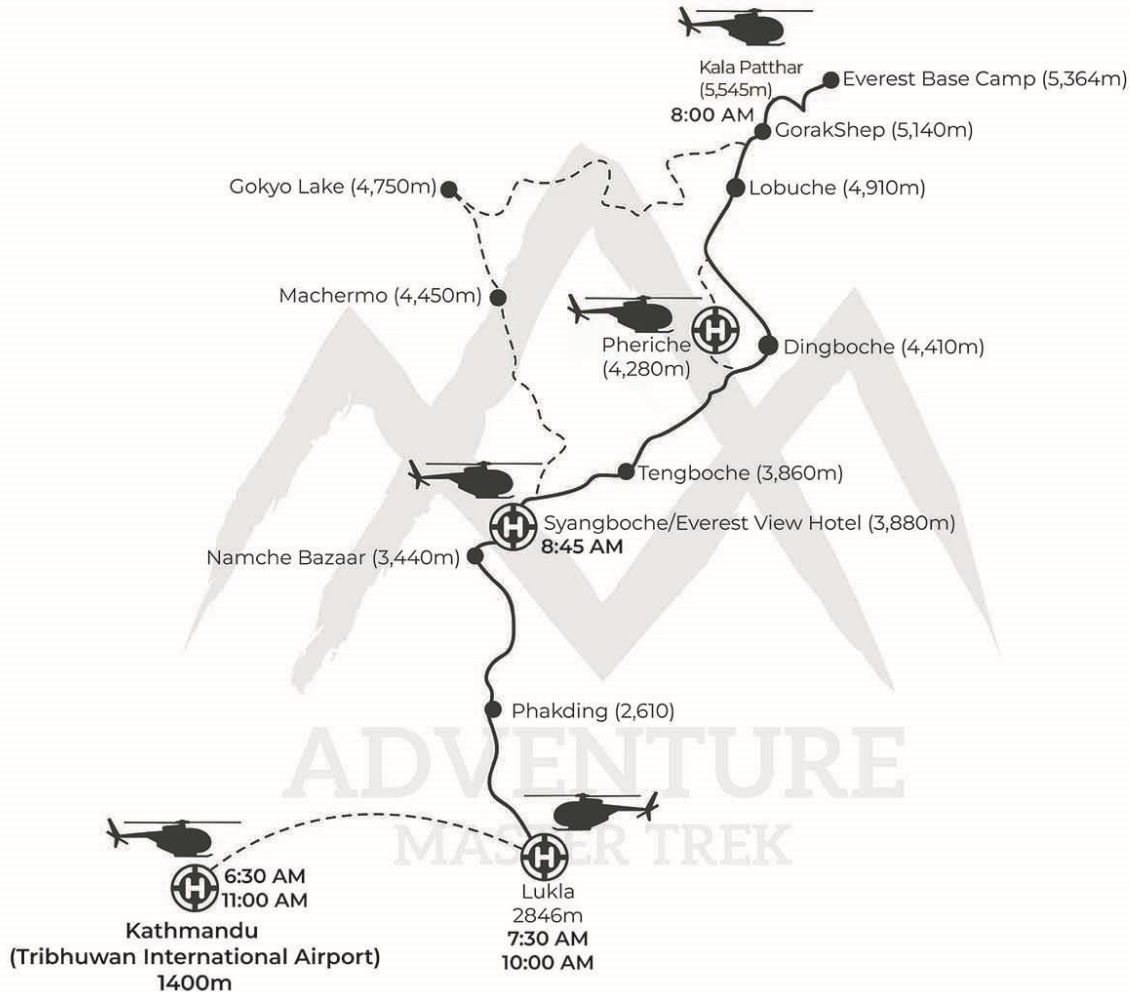 Kala Patthar
(5,545m)
8:00 AM
Everest Base Camp (5,364m)
GorakShep (5,140m)
Gokyo Lake (4,750m)
Lobuche (4,910m)
Machermo (4,450m)
H
Pheriche
(4,280m)
Dingboche (4,410m)
Tengboche (3,860m)
H
Syangboche/Everest View Hotel (3,880m)
8:45 AM
Namche Bazaar (3,440m)
Phakding (2,610)
ADVENTURE
MASTER TREK
H
Lukla
2846m
7:30 AM
10:00 AM
H
6:30 AM
11:00 AM
Kathmandu
(Tribhuwan International Airport)
1400m